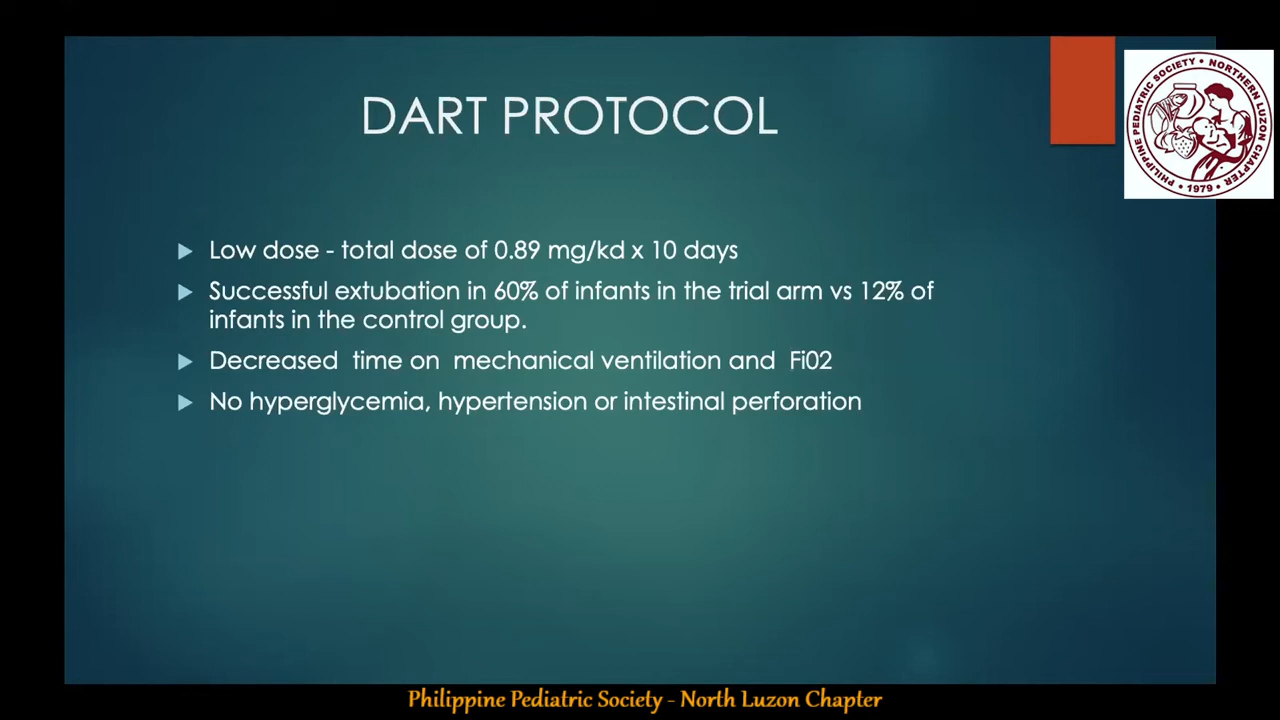 DART PROTOCOL
Low dose - total dose of 0.89 mg/kd x 10 days
Successful extubation in 60% of infants in the trial arm vs 12% of
infants in the control group.
Decreased time on mechanical ventilation and Fi02
No hyperglycemia, hypertension or intestinal perforation
PHILIPPINE PEDIATRIC SOCIETY • NORTHERN LUZON CHAPTER
• 1979 •
Philippine Pediatric Society - North Luzon Chapter